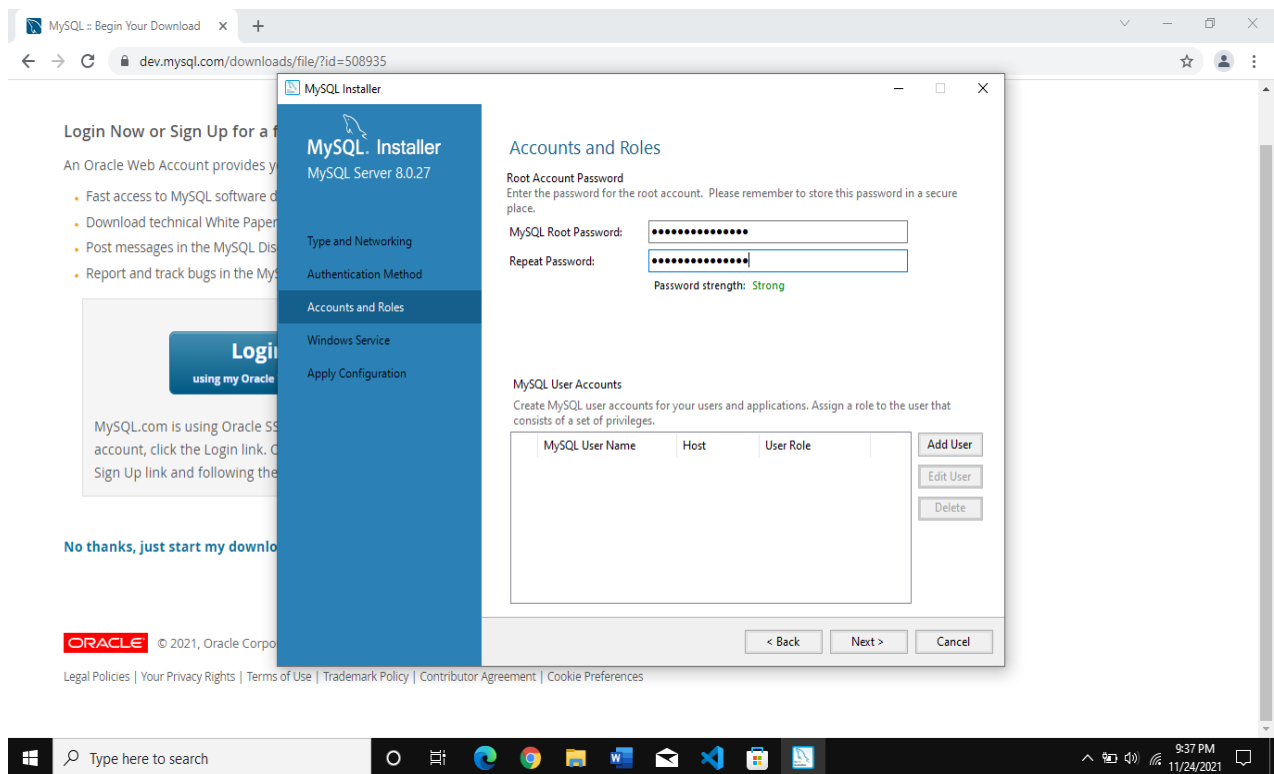 MySQL :: Begin Your Download
dev.mysql.com/downloads/file/?id=508935
Login Now or Sign Up for a f
An Oracle Web Account provides y
Fast access to MySQL software d
Download technical White Paper
Post messages in the MySQL Dis
Report and track bugs in the MyS
Logi
using my Oracle
MySQL.com is using Oracle SS
account, click the Login link. O
Sign Up link and following the
No thanks, just start my downlo
ORACLE © 2021, Oracle Corpo
Legal Policies | Your Privacy Rights | Terms of Use | Trademark Policy | Contributor Agreement | Cookie Preferences
MySQL Installer
MySQL. Installer
MySQL Server 8.0.27
Type and Networking
Authentication Method
Accounts and Roles
Windows Service
Apply Configuration
Accounts and Roles
Root Account Password
Enter the password for the root account. Please remember to store this password in a secure
place.
MySQL Root Password: •••••••••••••••
Repeat Password: •••••••••••••••
Password strength: Strong
MySQL User Accounts
Create MySQL user accounts for your users and applications. Assign a role to the user that
consists of a set of privileges.
MySQL User Name Host User Role
Add User
Edit User
Delete
< Back Next > Cancel
Type here to search
9:37 PM
11/24/2021